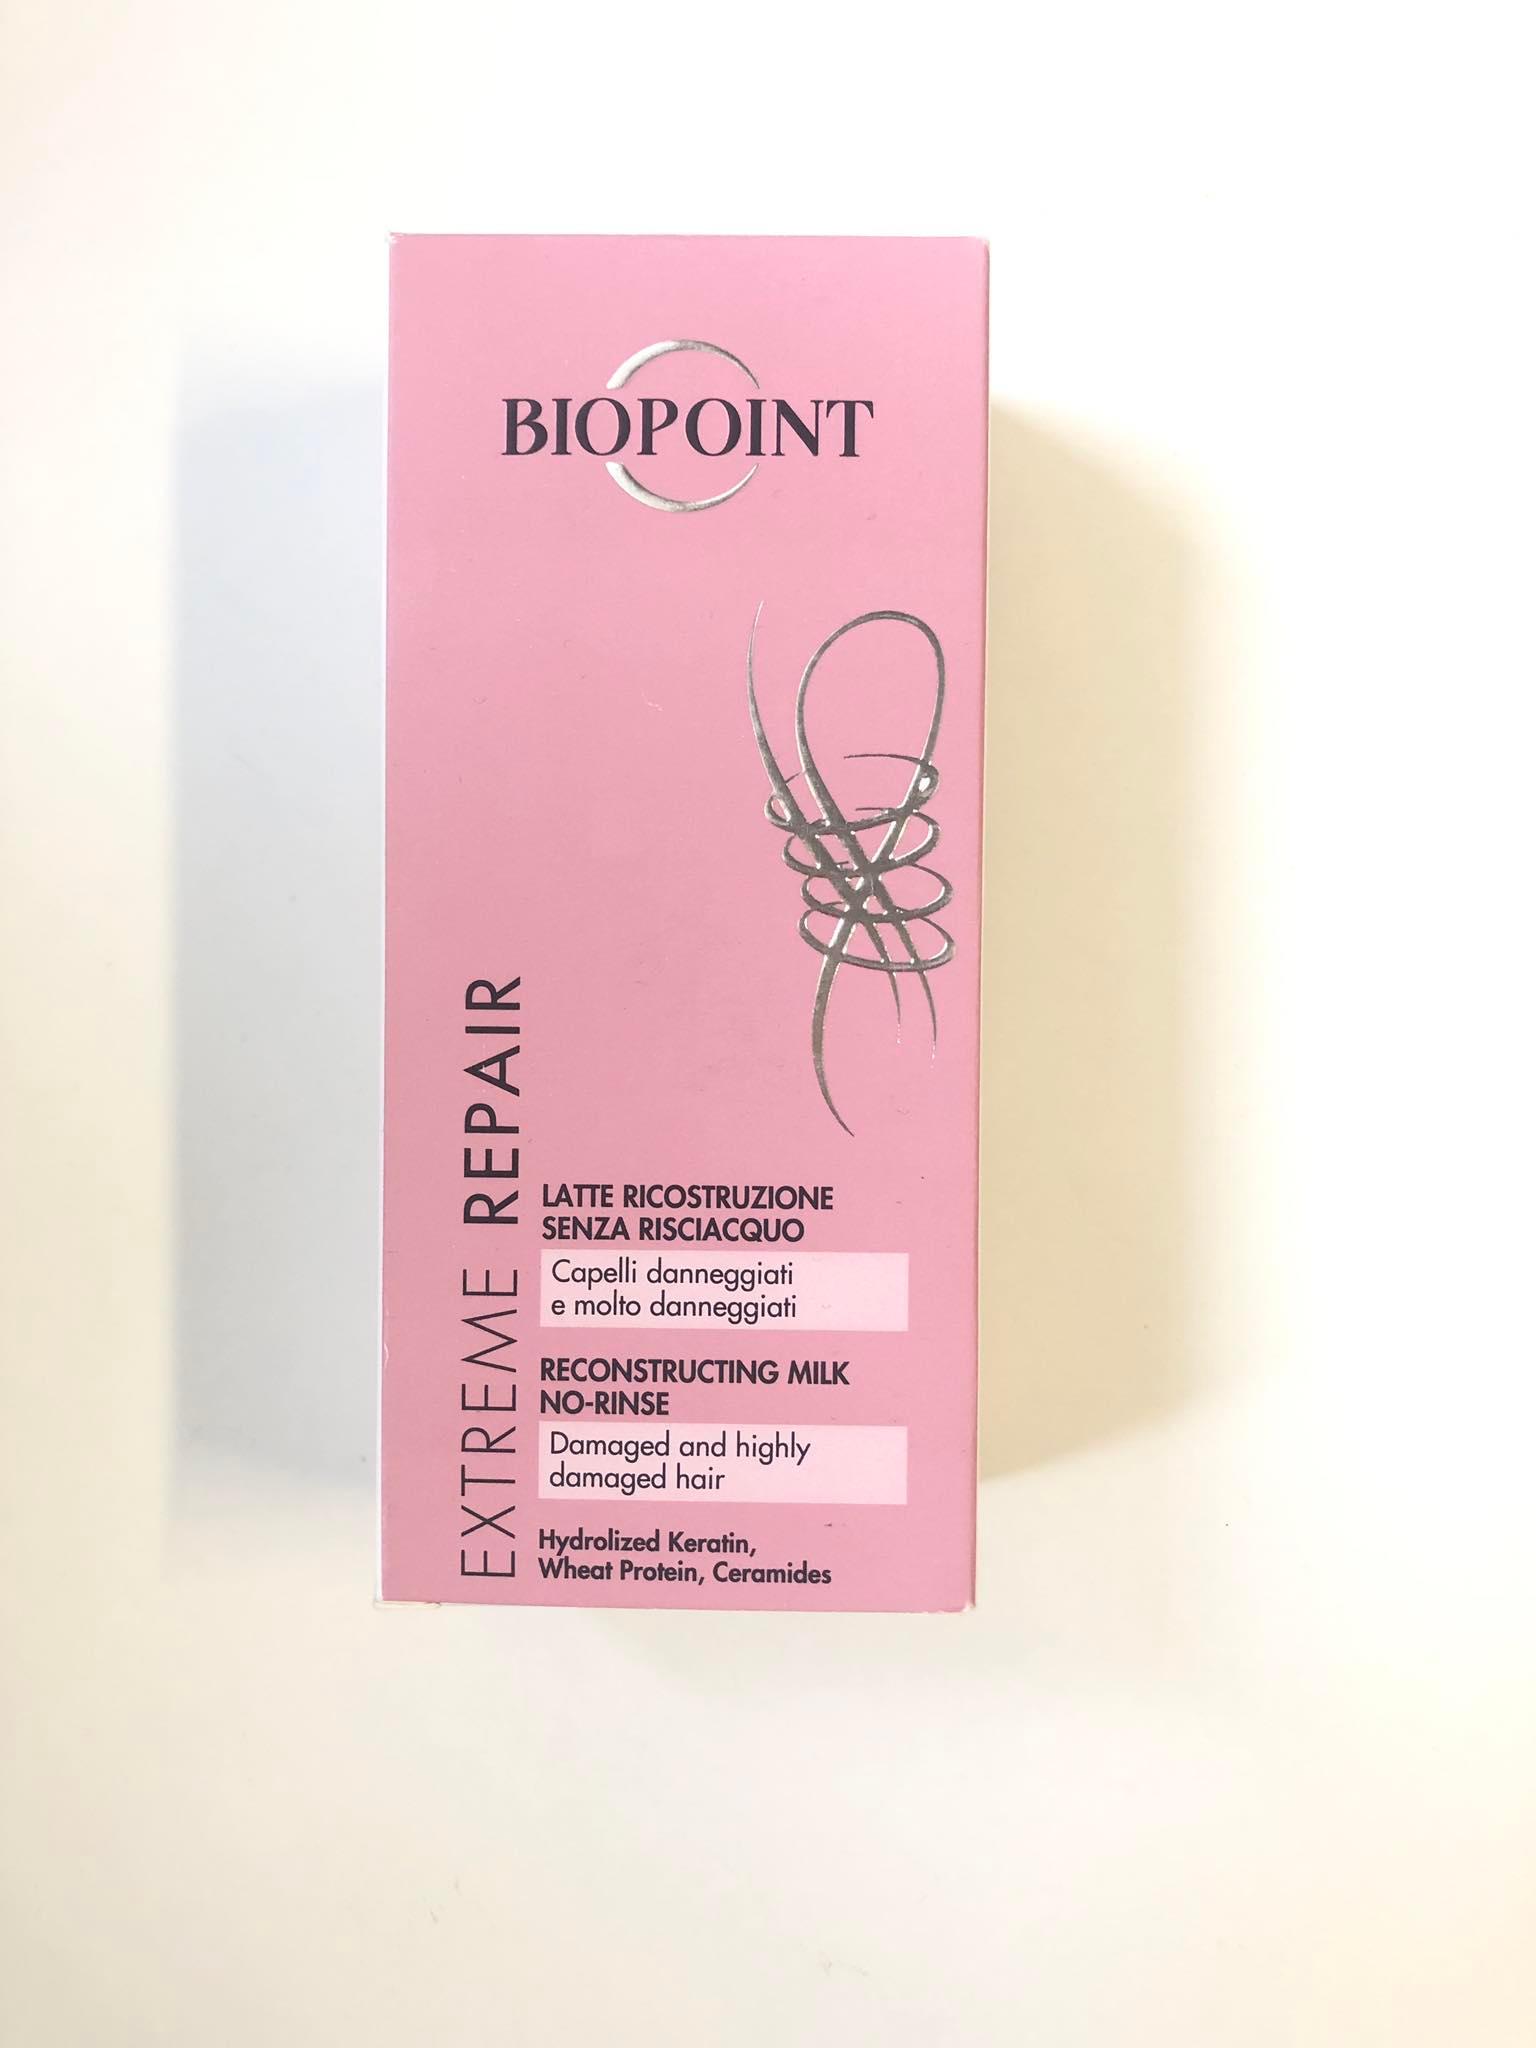 BIOPOINT
EXTREME REPAIR
LATTE RICOSTRUZIONE
SENZA RISCIACQUO
Capelli danneggiati
e molto danneggiati
RECONSTRUCTING MILK
NO-RINSE
Damaged and highly
damaged hair
Hydrolized Keratin,
Wheat Protein, Ceramides